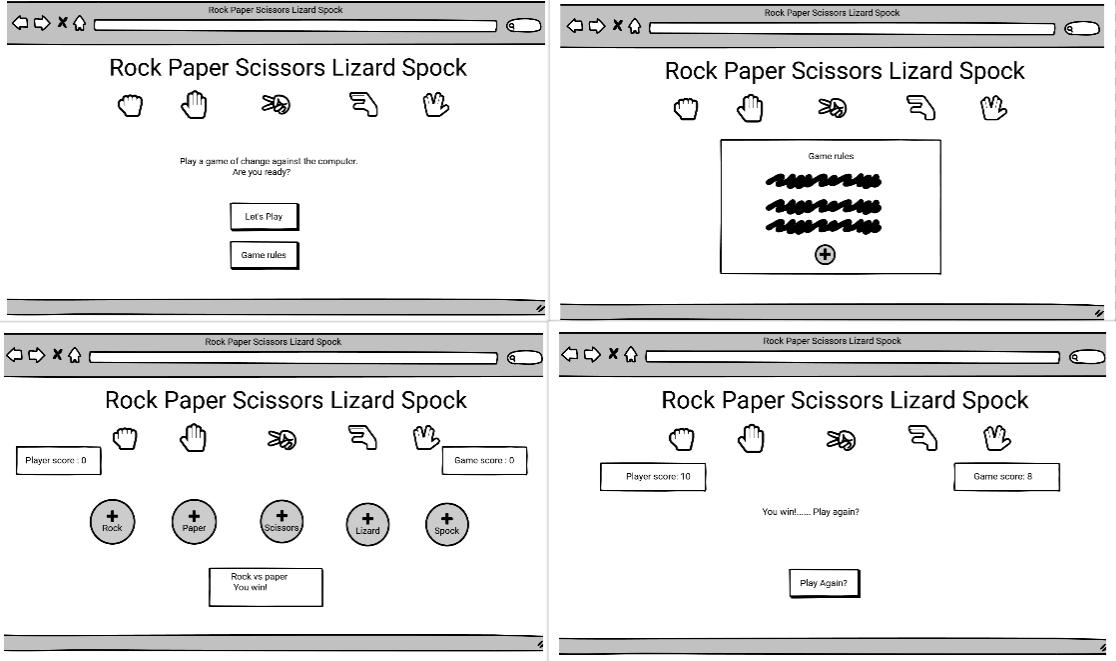 Rock Paper Scissors Lizard Spock
Rock Paper Scissors Lizard Spock
Play a game of change against the computer.
Are you ready?
Let's Play
Game rules
Rock Paper Scissors Lizard Spock
Rock Paper Scissors Lizard Spock
Game rules
Rock Paper Scissors Lizard Spock
Rock Paper Scissors Lizard Spock
Player score : 0
Game score : 0
Rock
Paper
Scissors
Lizard
Spock
Rock vs paper
You win!
Rock Paper Scissors Lizard Spock
Rock Paper Scissors Lizard Spock
Player score: 10
Game score: 8
You win!...... Play again?
Play Again?